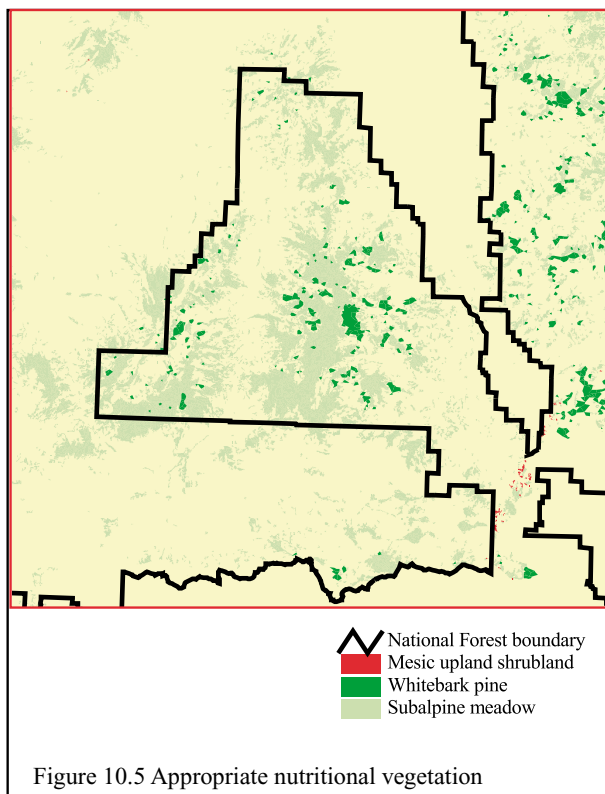 National Forest boundary
Mesic upland shrubland
Whitebark pine
Subalpine meadow
Figure 10.5 Appropriate nutritional vegetation